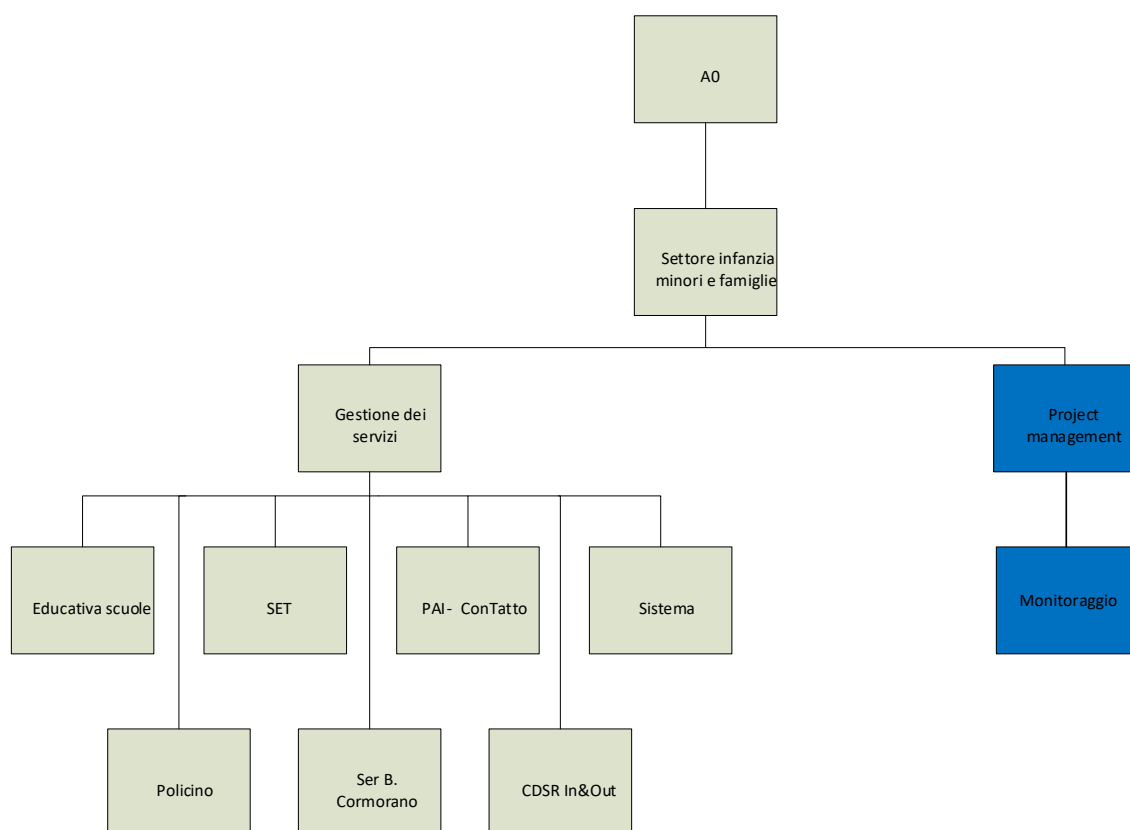 A0
Settore infanzia
minori e famiglie
Gestione dei
servizi
Project
management
Educativa scuole
SET
PAI- ConTatto
Sistema
Monitoraggio
Policino
Ser B.
Cormorano
CDSR In&Out